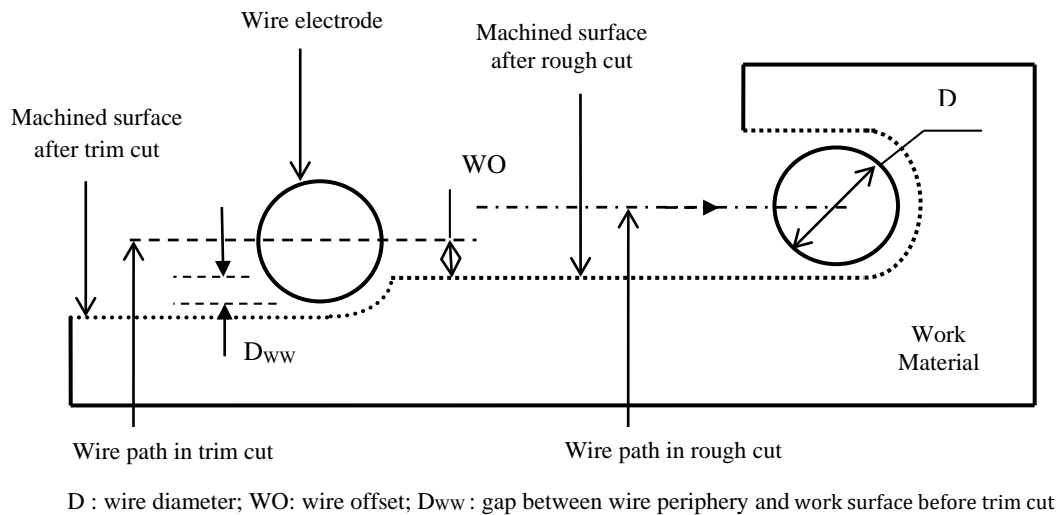 Wire electrode
Machined surface
after rough cut
D
Machined surface
after trim cut
WO
DWW
Work
Material
Wire path in trim cut
Wire path in rough cut
D : wire diameter; WO: wire offset; DWW : gap between wire periphery and work surface before trim cut